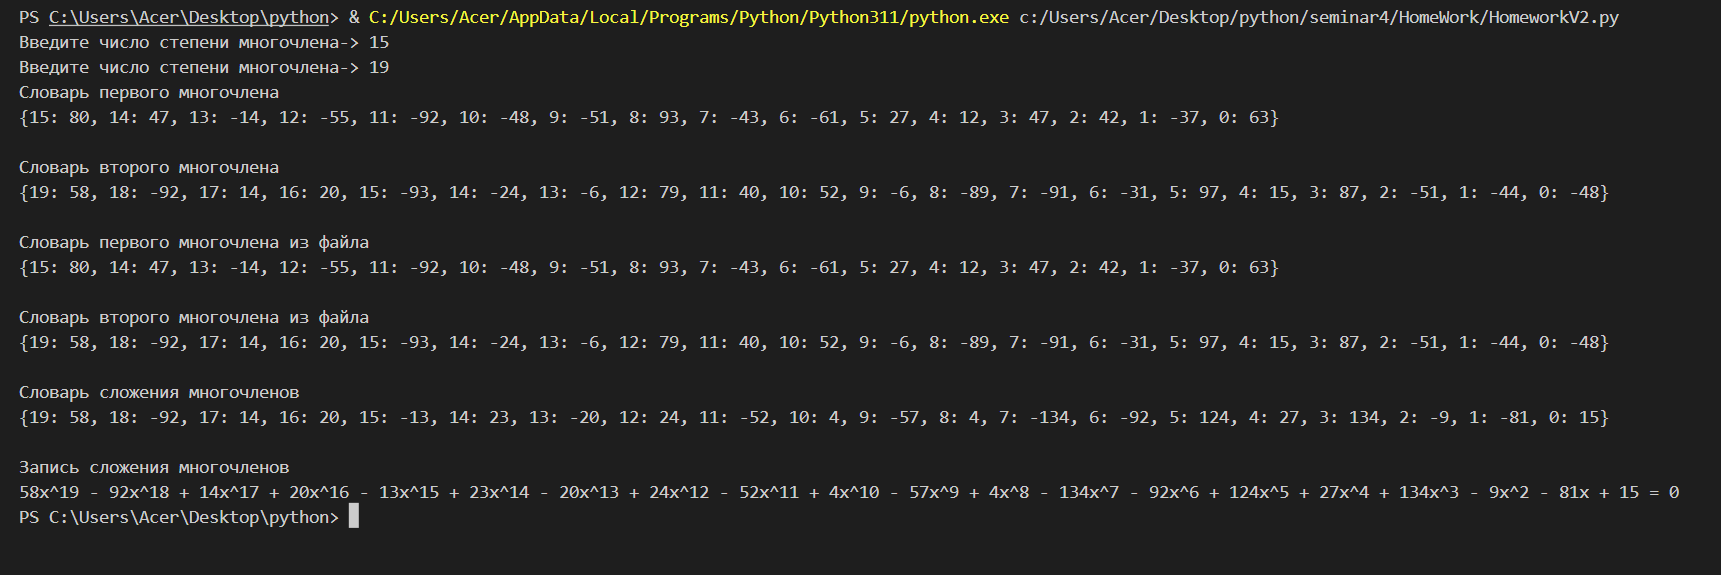 PS C:\Users\Acer\Desktop\python> & C:/Users/Acer/AppData/Local/Programs/Python/Python311/python.exe c:/Users/Acer/Desktop/python/seminar4/HomeWork/HomeworkV2.py
Введите число степени многочлена-> 15
Введите число степени многочлена-> 19
Словарь первого многочлена
{15: 80, 14: 47, 13: -14, 12: -55, 11: -92, 10: -48, 9: -51, 8: 93, 7: -43, 6: -61, 5: 27, 4: 12, 3: 47, 2: 42, 1: -37, 0: 63}
Словарь второго многочлена
{19: 58, 18: -92, 17: 14, 16: 20, 15: -93, 14: -24, 13: -6, 12: 79, 11: 40, 10: 52, 9: -6, 8: -89, 7: -91, 6: -31, 5: 97, 4: 15, 3: 87, 2: -51, 1: -44, 0: -48}
Словарь первого многочлена из файла
{15: 80, 14: 47, 13: -14, 12: -55, 11: -92, 10: -48, 9: -51, 8: 93, 7: -43, 6: -61, 5: 27, 4: 12, 3: 47, 2: 42, 1: -37, 0: 63}
Словарь второго многочлена из файла
{19: 58, 18: -92, 17: 14, 16: 20, 15: -93, 14: -24, 13: -6, 12: 79, 11: 40, 10: 52, 9: -6, 8: -89, 7: -91, 6: -31, 5: 97, 4: 15, 3: 87, 2: -51, 1: -44, 0: -48}
Словарь сложения многочленов
{19: 58, 18: -92, 17: 14, 16: 20, 15: -13, 14: 23, 13: -20, 12: 24, 11: -52, 10: 4, 9: -57, 8: 4, 7: -134, 6: -92, 5: 124, 4: 27, 3: 134, 2: -9, 1: -81, 0: 15}
Запись сложения многочленов
58x^19 - 92x^18 + 14x^17 + 20x^16 - 13x^15 + 23x^14 - 20x^13 + 24x^12 - 52x^11 + 4x^10 - 57x^9 + 4x^8 - 134x^7 - 92x^6 + 124x^5 + 27x^4 + 134x^3 - 9x^2 - 81x + 15 = 0
PS C:\Users\Acer\Desktop\python>